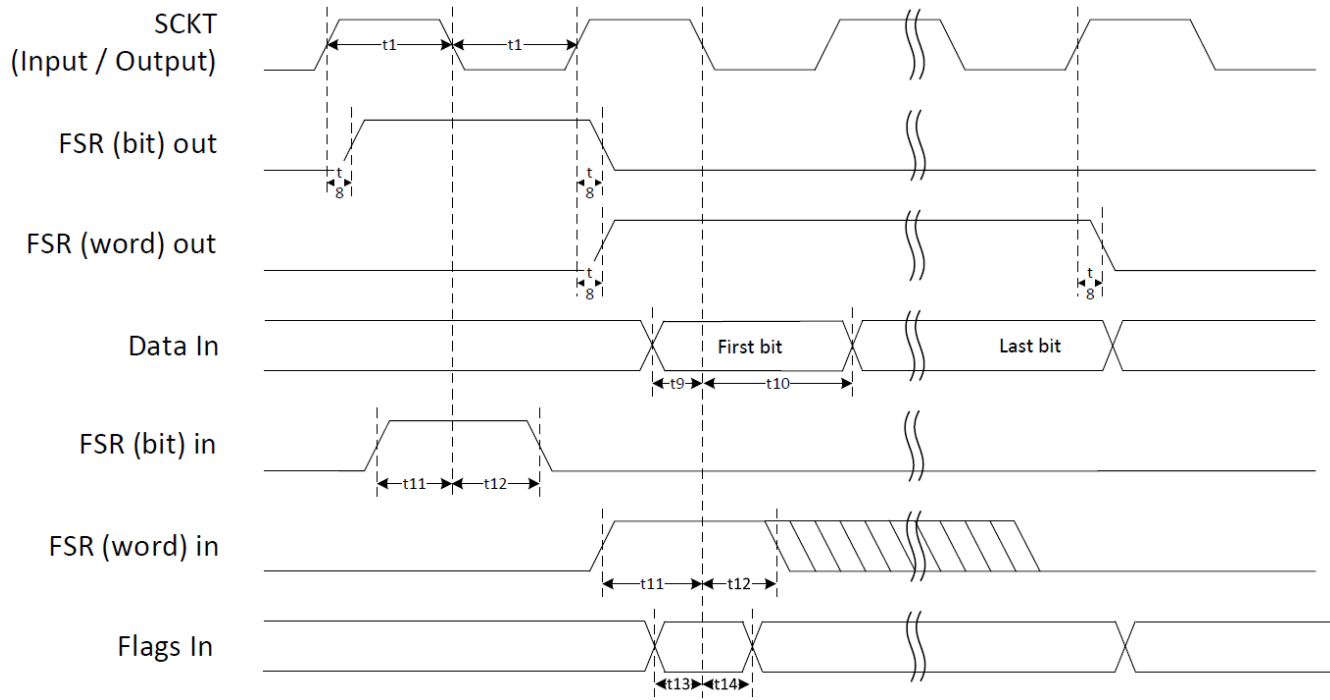 SCKT
(Input / Output)
t1 t1
FSR (bit) out
t
8
t
8
FSR (word) out
t
8
t
8
Data In
First bit
Last bit
t9 t10
FSR (bit) in
t11 t12
FSR (word) in
t11 t12
Flags In
t13 t14